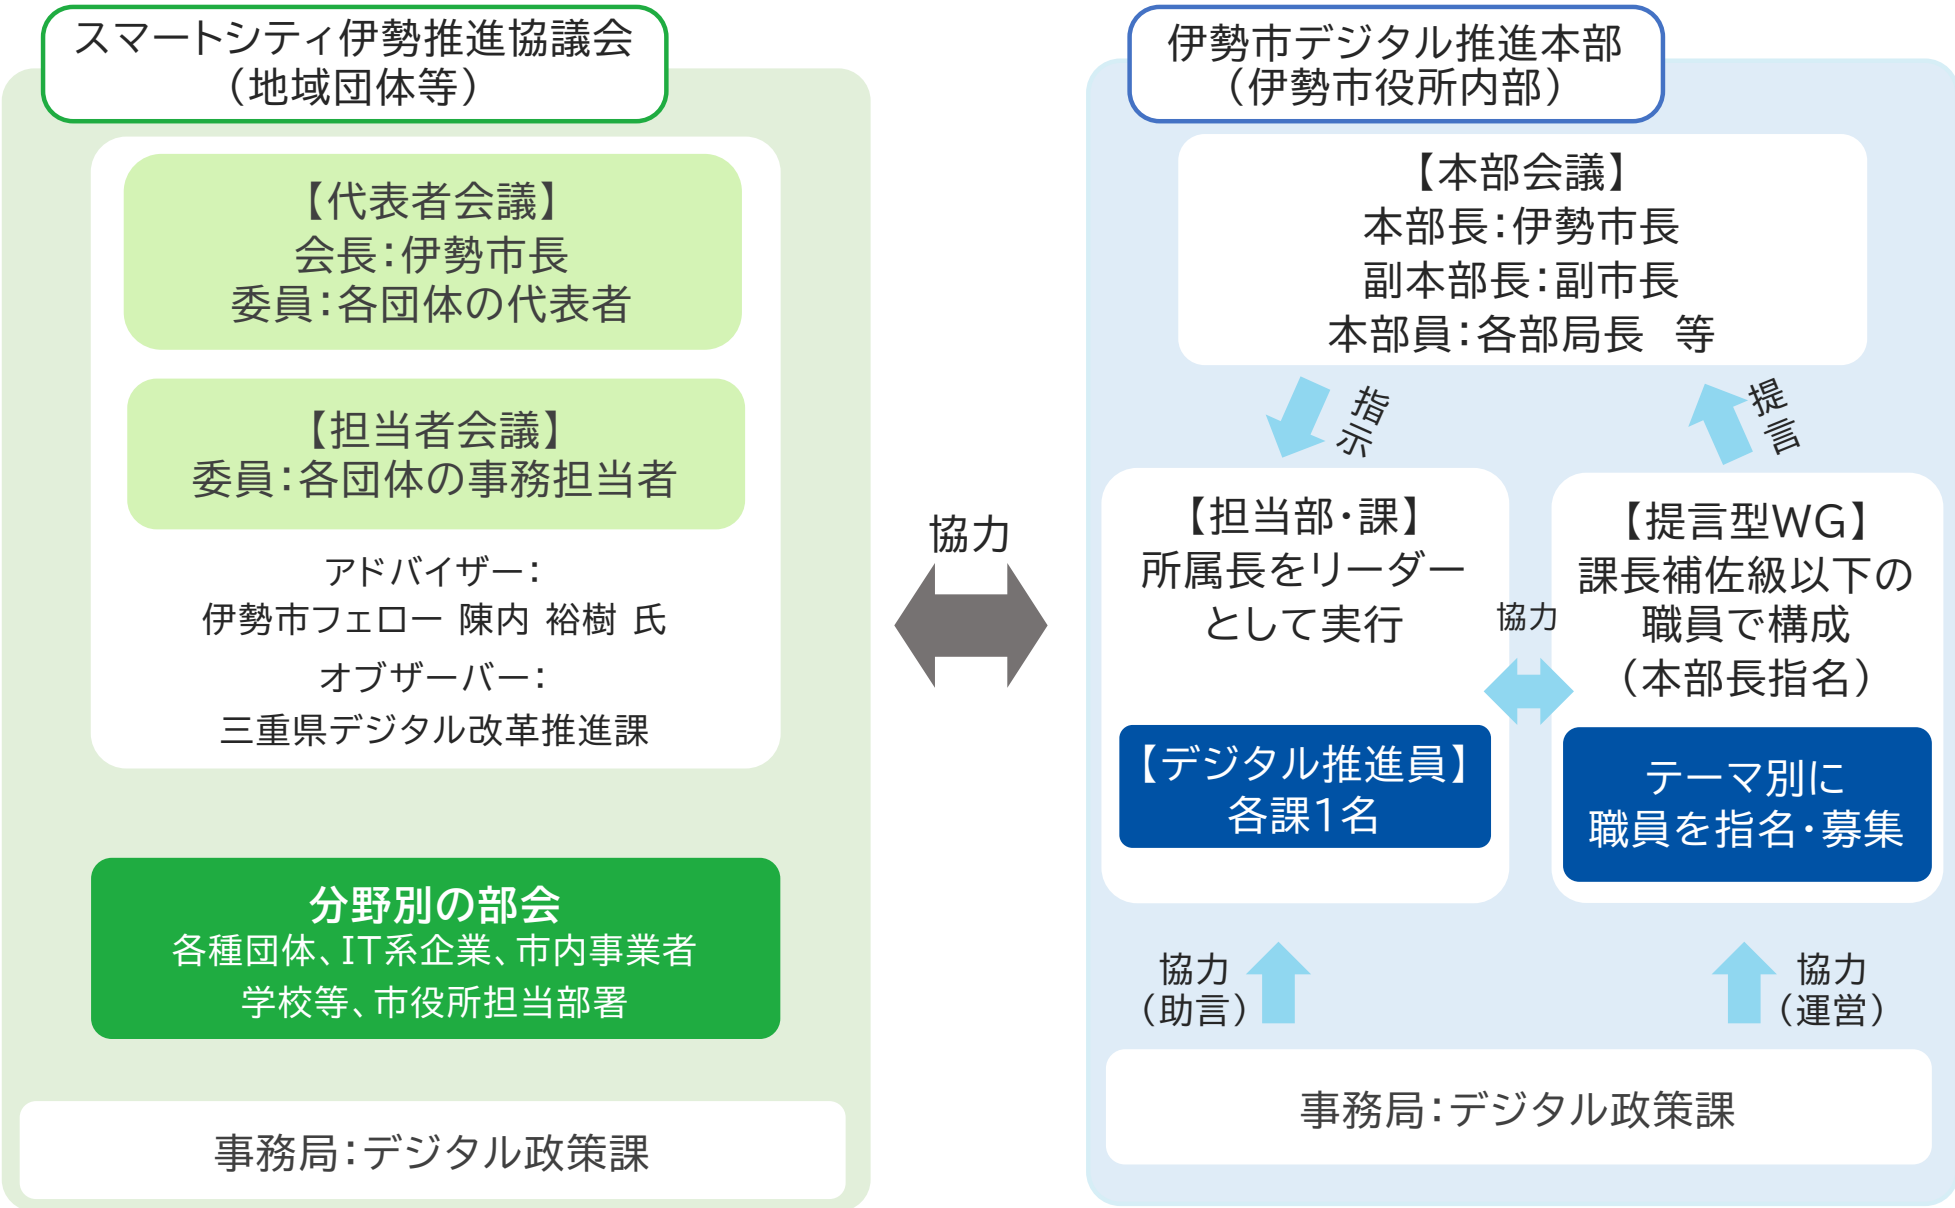 スマートシティ伊勢推進協議会
（地域団体等）
【代表者会議】
会長：伊勢市長
委員：各団体の代表者
【担当者会議】
委員：各団体の事務担当者
アドバイザー：
伊勢市フェロー 陳内 裕樹 氏
オブザーバー：
三重県デジタル改革推進課
分野別の部会
各種団体、IT系企業、市内事業者
学校等、市役所担当部署
事務局：デジタル政策課
協力
伊勢市デジタル推進本部
（伊勢市役所内部）
【本部会議】
本部長：伊勢市長
副本部長：副市長
本部員：各部局長　等
指示
提言
【担当部・課】
所属長をリーダー
として実行
【デジタル推進員】
各課1名
協力
【提言型WG】
課長補佐級以下の
職員で構成
（本部長指名）
テーマ別に
職員を指名・募集
協力
（助言）
協力
（運営）
事務局：デジタル政策課